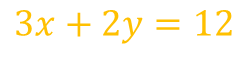 3x + 2y = 12